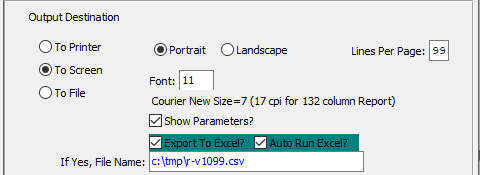 Output Destination
To Printer Portrait Landscape Lines Per Page: 99
To Screen
Font: 11
To File
Courier New Size=7 (17 cpi for 132 column Report)
Show Parameters?
Export To Excel? Auto Run Excel?
If Yes, File Name: c:\tmp\r-v1099.csv